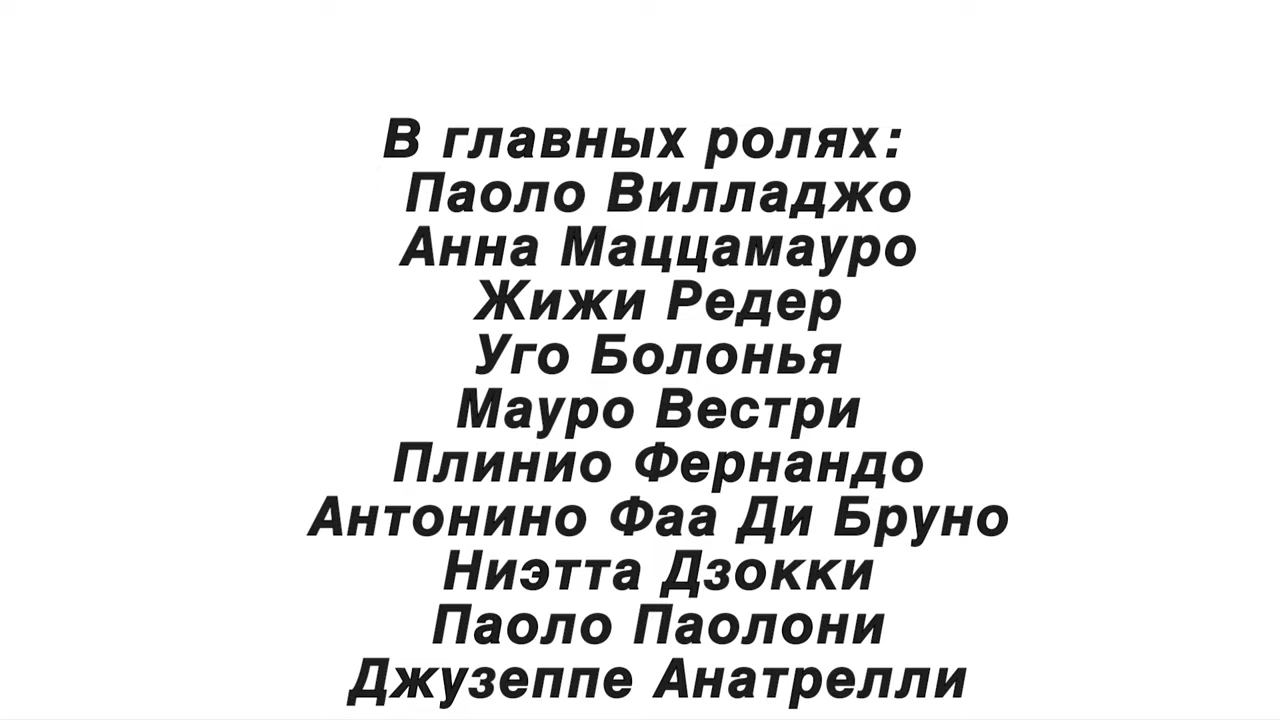 В главных ролях:
Паоло Вилладжо
Анна Маццамауро
Жижи Редер
Уго Болонья
Мауро Вестри
Плинио Фернандо
Антонино Фаа Ди Бруно
Ниэтта Дзокки
Паоло Паолони
Джузеппе Анатрелли